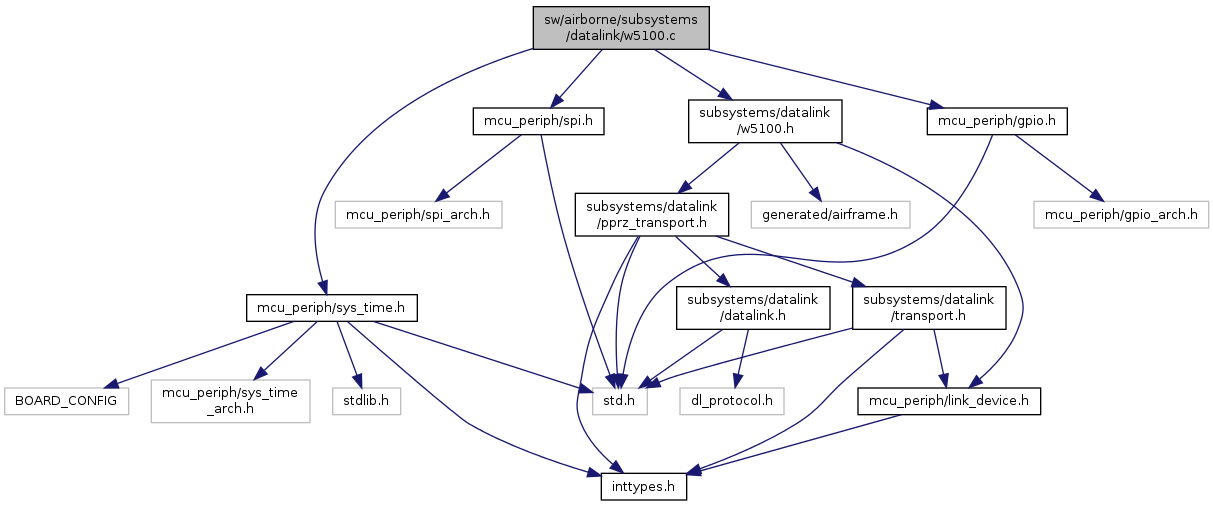 sw/airborne/subsystems
/datalink/w5100.c
mcu_periph/spi.h
subsystems/datalink
/w5100.h
mcu_periph/gpio.h
mcu_periph/spi_arch.h
subsystems/datalink
/pprz_transport.h
generated/airframe.h
mcu_periph/gpio_arch.h
mcu_periph/sys_time.h
subsystems/datalink
/datalink.h
subsystems/datalink
/transport.h
BOARD_CONFIG
mcu_periph/sys_time
_arch.h
stdlib.h
std.h
dl_protocol.h
mcu_periph/link_device.h
inttypes.h